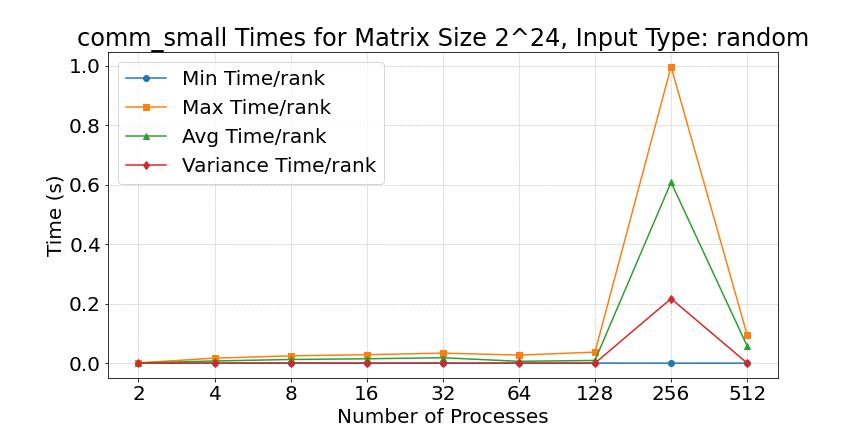 comm_small Times for Matrix Size 2^24, Input Type: random
Min Time/rank
Max Time/rank
Avg Time/rank
Variance Time/rank
Time (s)
1.0
0.8
0.6
0.4
0.2
0.0
2 4 8 16 32 64 128 256 512
Number of Processes